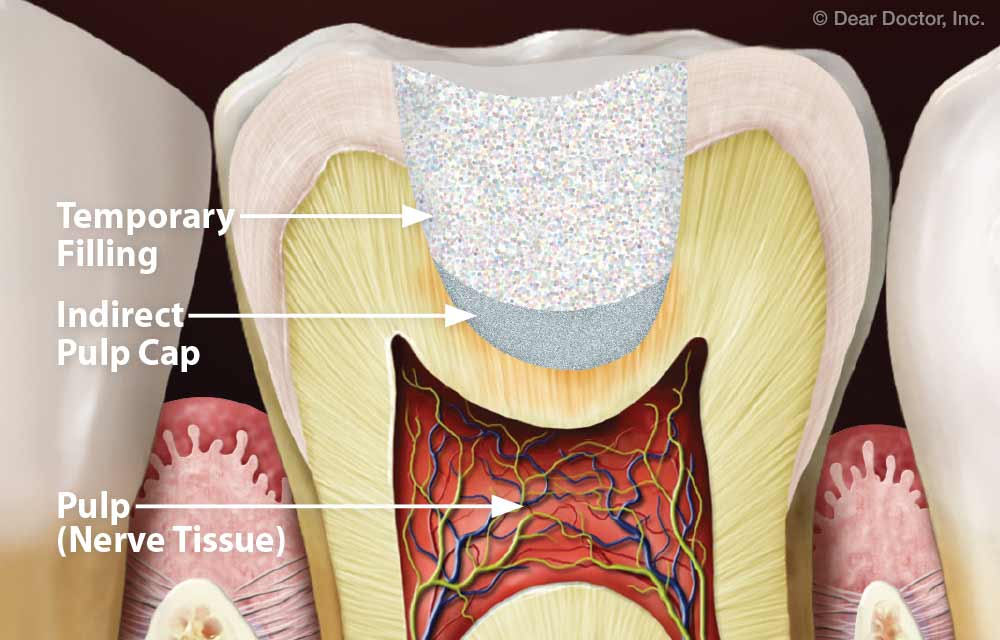 © Dear Doctor, Inc.
Temporary
Filling
Indirect
Pulp Cap
Pulp
(Nerve Tissue)